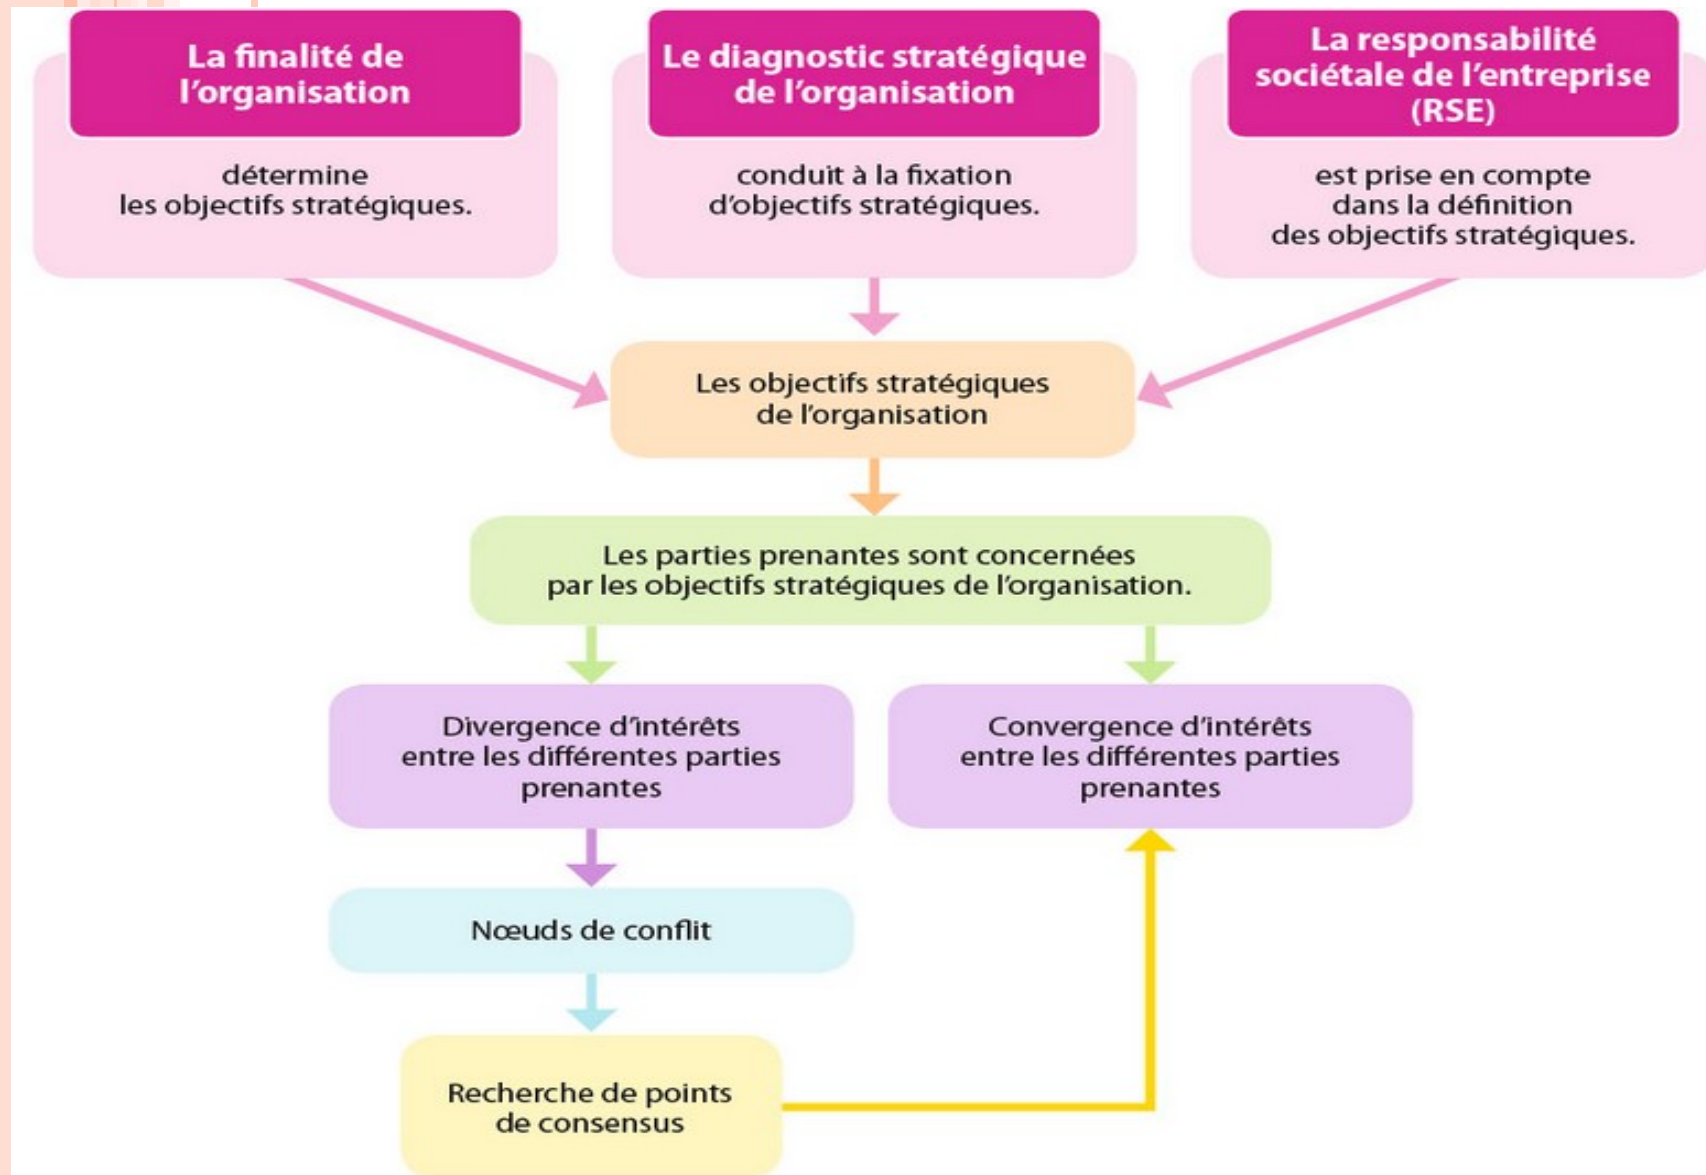 La finalité de
l’organisation
détermine
les objectifs stratégiques.
Le diagnostic stratégique
de l’organisation
conduit à la fixation
d’objectifs stratégiques.
La responsabilité
sociétale de l’entreprise
(RSE)
est prise en compte
dans la définition
des objectifs stratégiques.
Les objectifs stratégiques
de l’organisation
Les parties prenantes sont concernées
par les objectifs stratégiques de l’organisation.
Divergence d’intérêts
entre les différentes parties
prenantes
Convergence d’intérêts
entre les différentes parties
prenantes
Nœuds de conflit
Recherche de points
de consensus